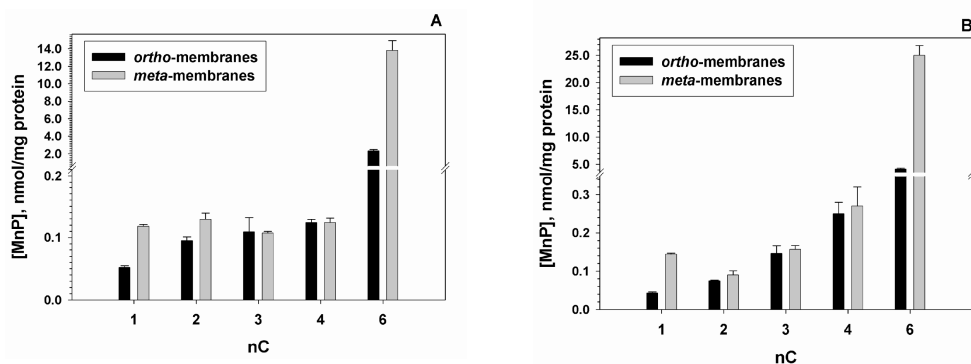 A
ortho-membranes
meta-membranes
[MnP], nmol/mg protein
14.0
12.0
10.0
8.0
6.0
4.0
2.0
0.2
0.1
0.0
1 2 3 4 6
nC
B
ortho-membranes
meta-membranes
[MnP], nmol/mg protein
25.0
20.0
15.0
10.0
5.0
0.3
0.2
0.1
0.0
1 2 3 4 6
nC